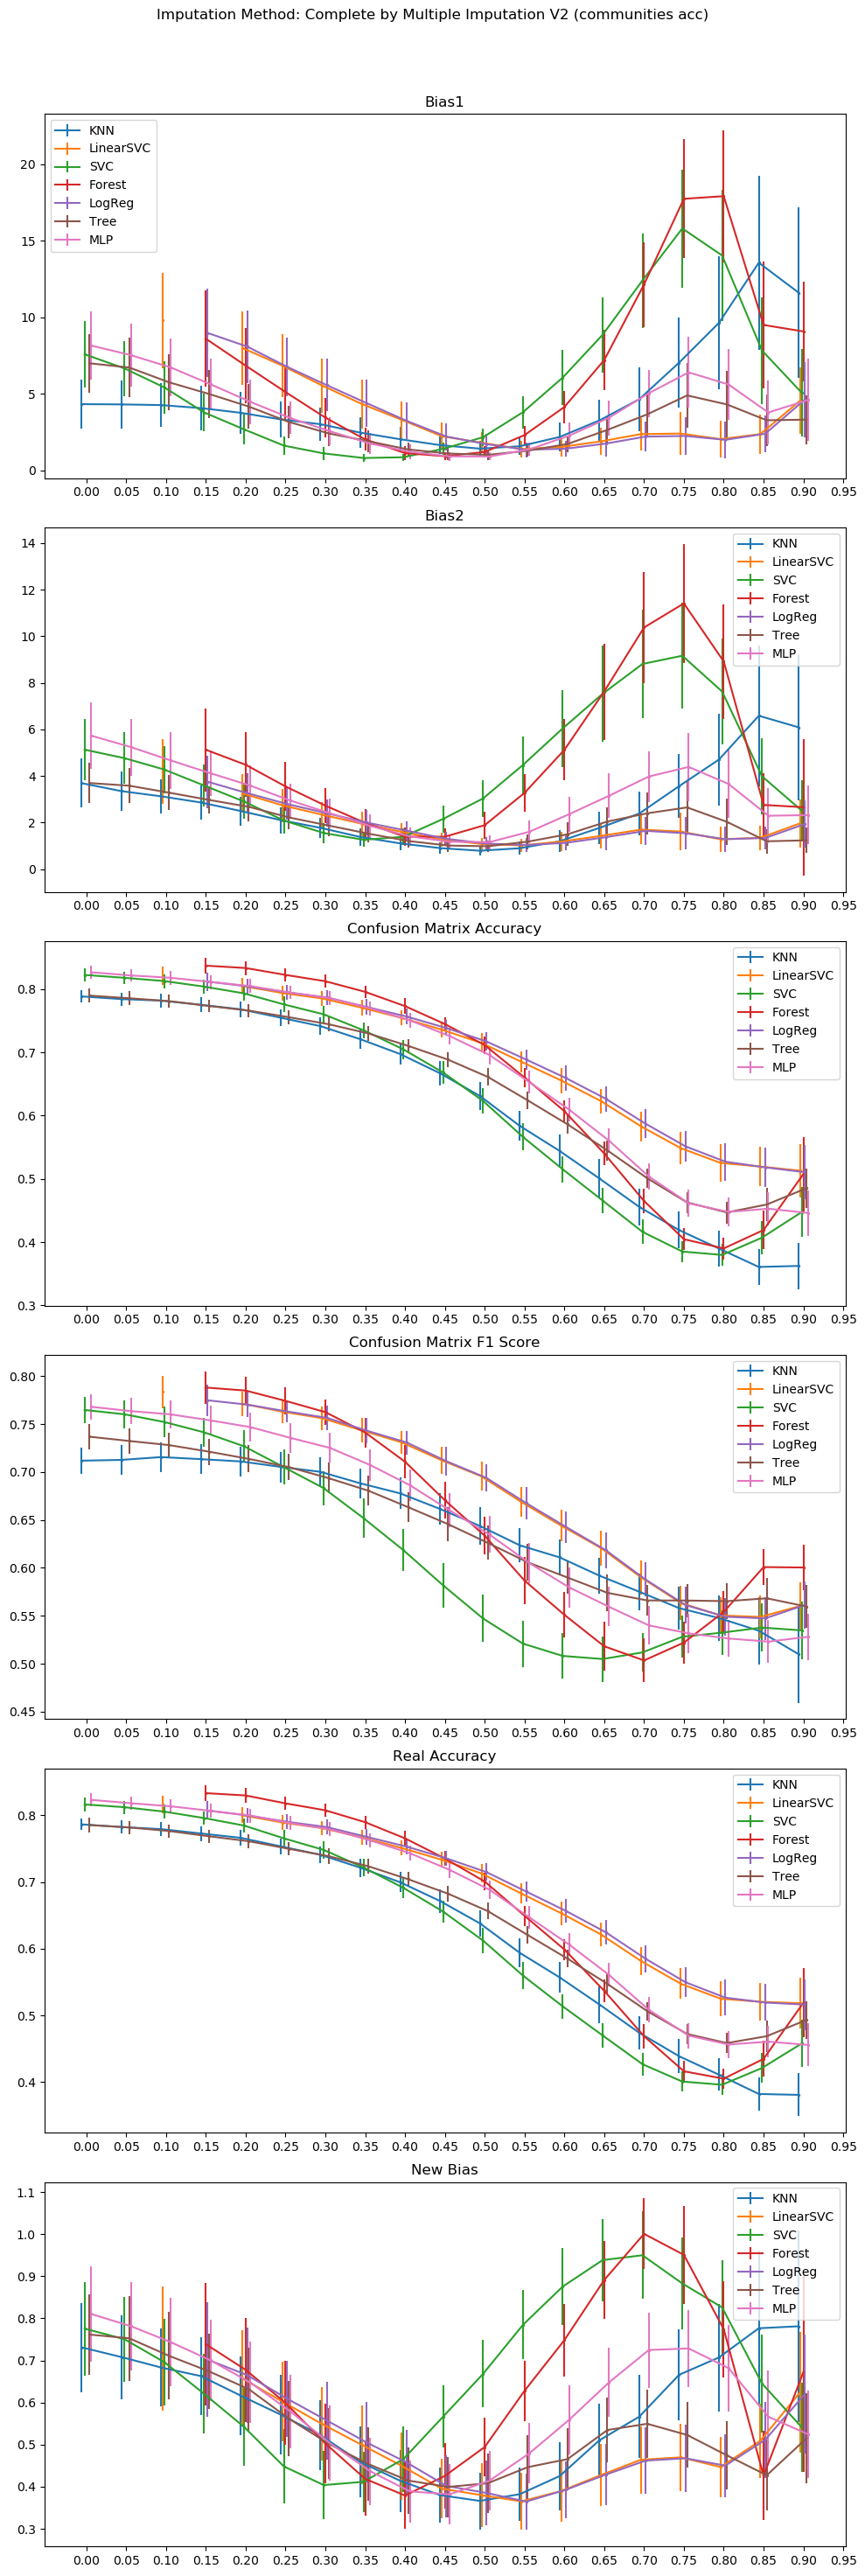 Imputation Method: Complete by Multiple Imputation V2 (communities acc)
Bias1
KNN
LinearSVC
SVC
Forest
LogReg
Tree
MLP
20
15
10
5
0
0.00 0.05 0.10 0.15 0.20 0.25 0.30 0.35 0.40 0.45 0.50 0.55 0.60 0.65 0.70 0.75 0.80 0.85 0.90 0.95
Bias2
KNN
LinearSVC
SVC
Forest
LogReg
Tree
MLP
14
12
10
8
6
4
2
0
0.00 0.05 0.10 0.15 0.20 0.25 0.30 0.35 0.40 0.45 0.50 0.55 0.60 0.65 0.70 0.75 0.80 0.85 0.90 0.95
Confusion Matrix Accuracy
KNN
LinearSVC
SVC
Forest
LogReg
Tree
MLP
0.8
0.7
0.6
0.5
0.4
0.3
0.00 0.05 0.10 0.15 0.20 0.25 0.30 0.35 0.40 0.45 0.50 0.55 0.60 0.65 0.70 0.75 0.80 0.85 0.90 0.95
Confusion Matrix F1 Score
KNN
LinearSVC
SVC
Forest
LogReg
Tree
MLP
0.80
0.75
0.70
0.65
0.60
0.55
0.50
0.45
0.00 0.05 0.10 0.15 0.20 0.25 0.30 0.35 0.40 0.45 0.50 0.55 0.60 0.65 0.70 0.75 0.80 0.85 0.90 0.95
Real Accuracy
KNN
LinearSVC
SVC
Forest
LogReg
Tree
MLP
0.8
0.7
0.6
0.5
0.4
0.00 0.05 0.10 0.15 0.20 0.25 0.30 0.35 0.40 0.45 0.50 0.55 0.60 0.65 0.70 0.75 0.80 0.85 0.90 0.95
New Bias
KNN
LinearSVC
SVC
Forest
LogReg
Tree
MLP
1.1
1.0
0.9
0.8
0.7
0.6
0.5
0.4
0.3
0.00 0.05 0.10 0.15 0.20 0.25 0.30 0.35 0.40 0.45 0.50 0.55 0.60 0.65 0.70 0.75 0.80 0.85 0.90 0.95